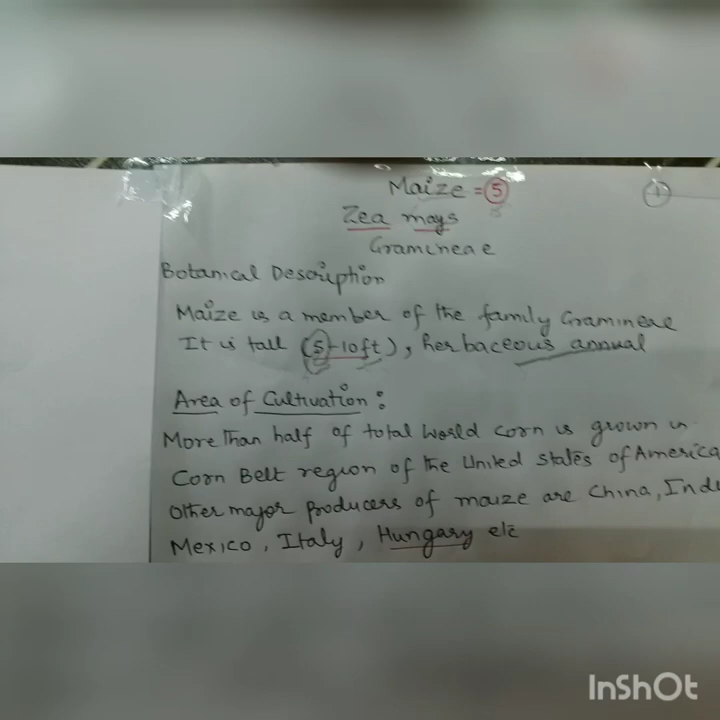 Maize = 5
1
Zea mays
Gramineae
Botanical Description
Maize is a member of the family Gramineae
It is tall (5-10ft), herbaceous annual
Area of Cultivation :
More Than half of total World corn is grown in
Corn Belt region of the United states of America
Other major producers of maize are China, Indi
Mexico, Italy, Hungary etc
InShOt